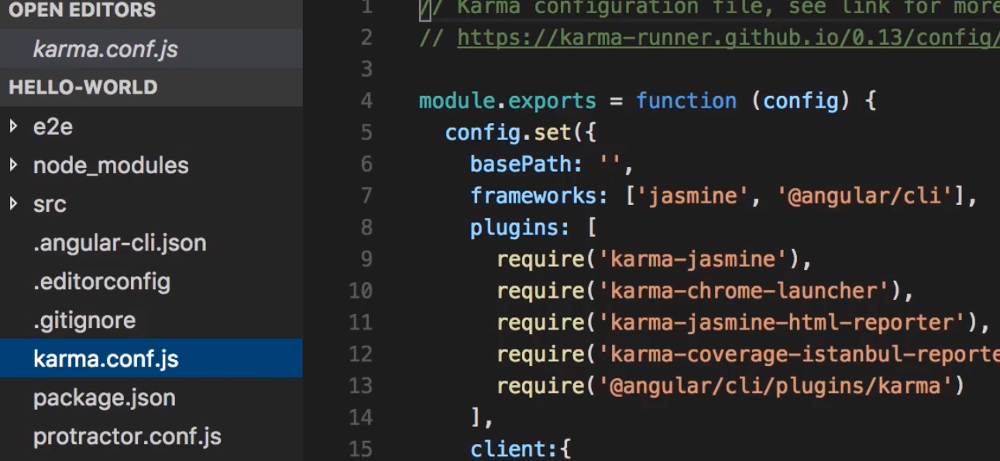 OPEN EDITORS
karma.conf.js
HELLO-WORLD
e2e
node_modules
src
.angular-cli.json
.editorconfig
.gitignore
karma.conf.js
package.json
protractor.conf.js
1 // Karma configuration file, see link for more
2 // https://karma-runner.github.io/0.13/config/
3
4 module.exports = function (config) {
5 config.set({
6 basePath: '',
7 frameworks: ['jasmine', '@angular/cli'],
8 plugins: [
9 require('karma-jasmine'),
10 require('karma-chrome-launcher'),
11 require('karma-jasmine-html-reporter'),
12 require('karma-coverage-istanbul-reporte
13 require('@angular/cli/plugins/karma')
14 ],
15 client:{